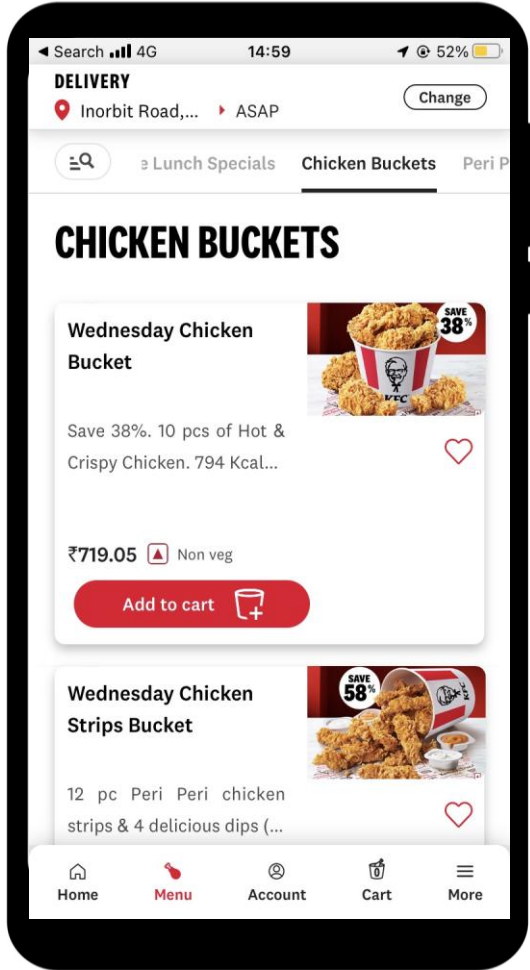 ◀ Search 4G 14:59 52%
DELIVERY
Inorbit Road,... ▸ ASAP
Change
e Lunch Specials Chicken Buckets Peri P
CHICKEN BUCKETS
Wednesday Chicken
Bucket
SAVE
38%
KFC
Save 38%. 10 pcs of Hot &
Crispy Chicken. 794 Kcal...
₹719.05 Non veg
Add to cart
Wednesday Chicken
Strips Bucket
SAVE
58%
KFC
12 pc Peri Peri chicken
strips & 4 delicious dips (...
0
Home Menu Account Cart More